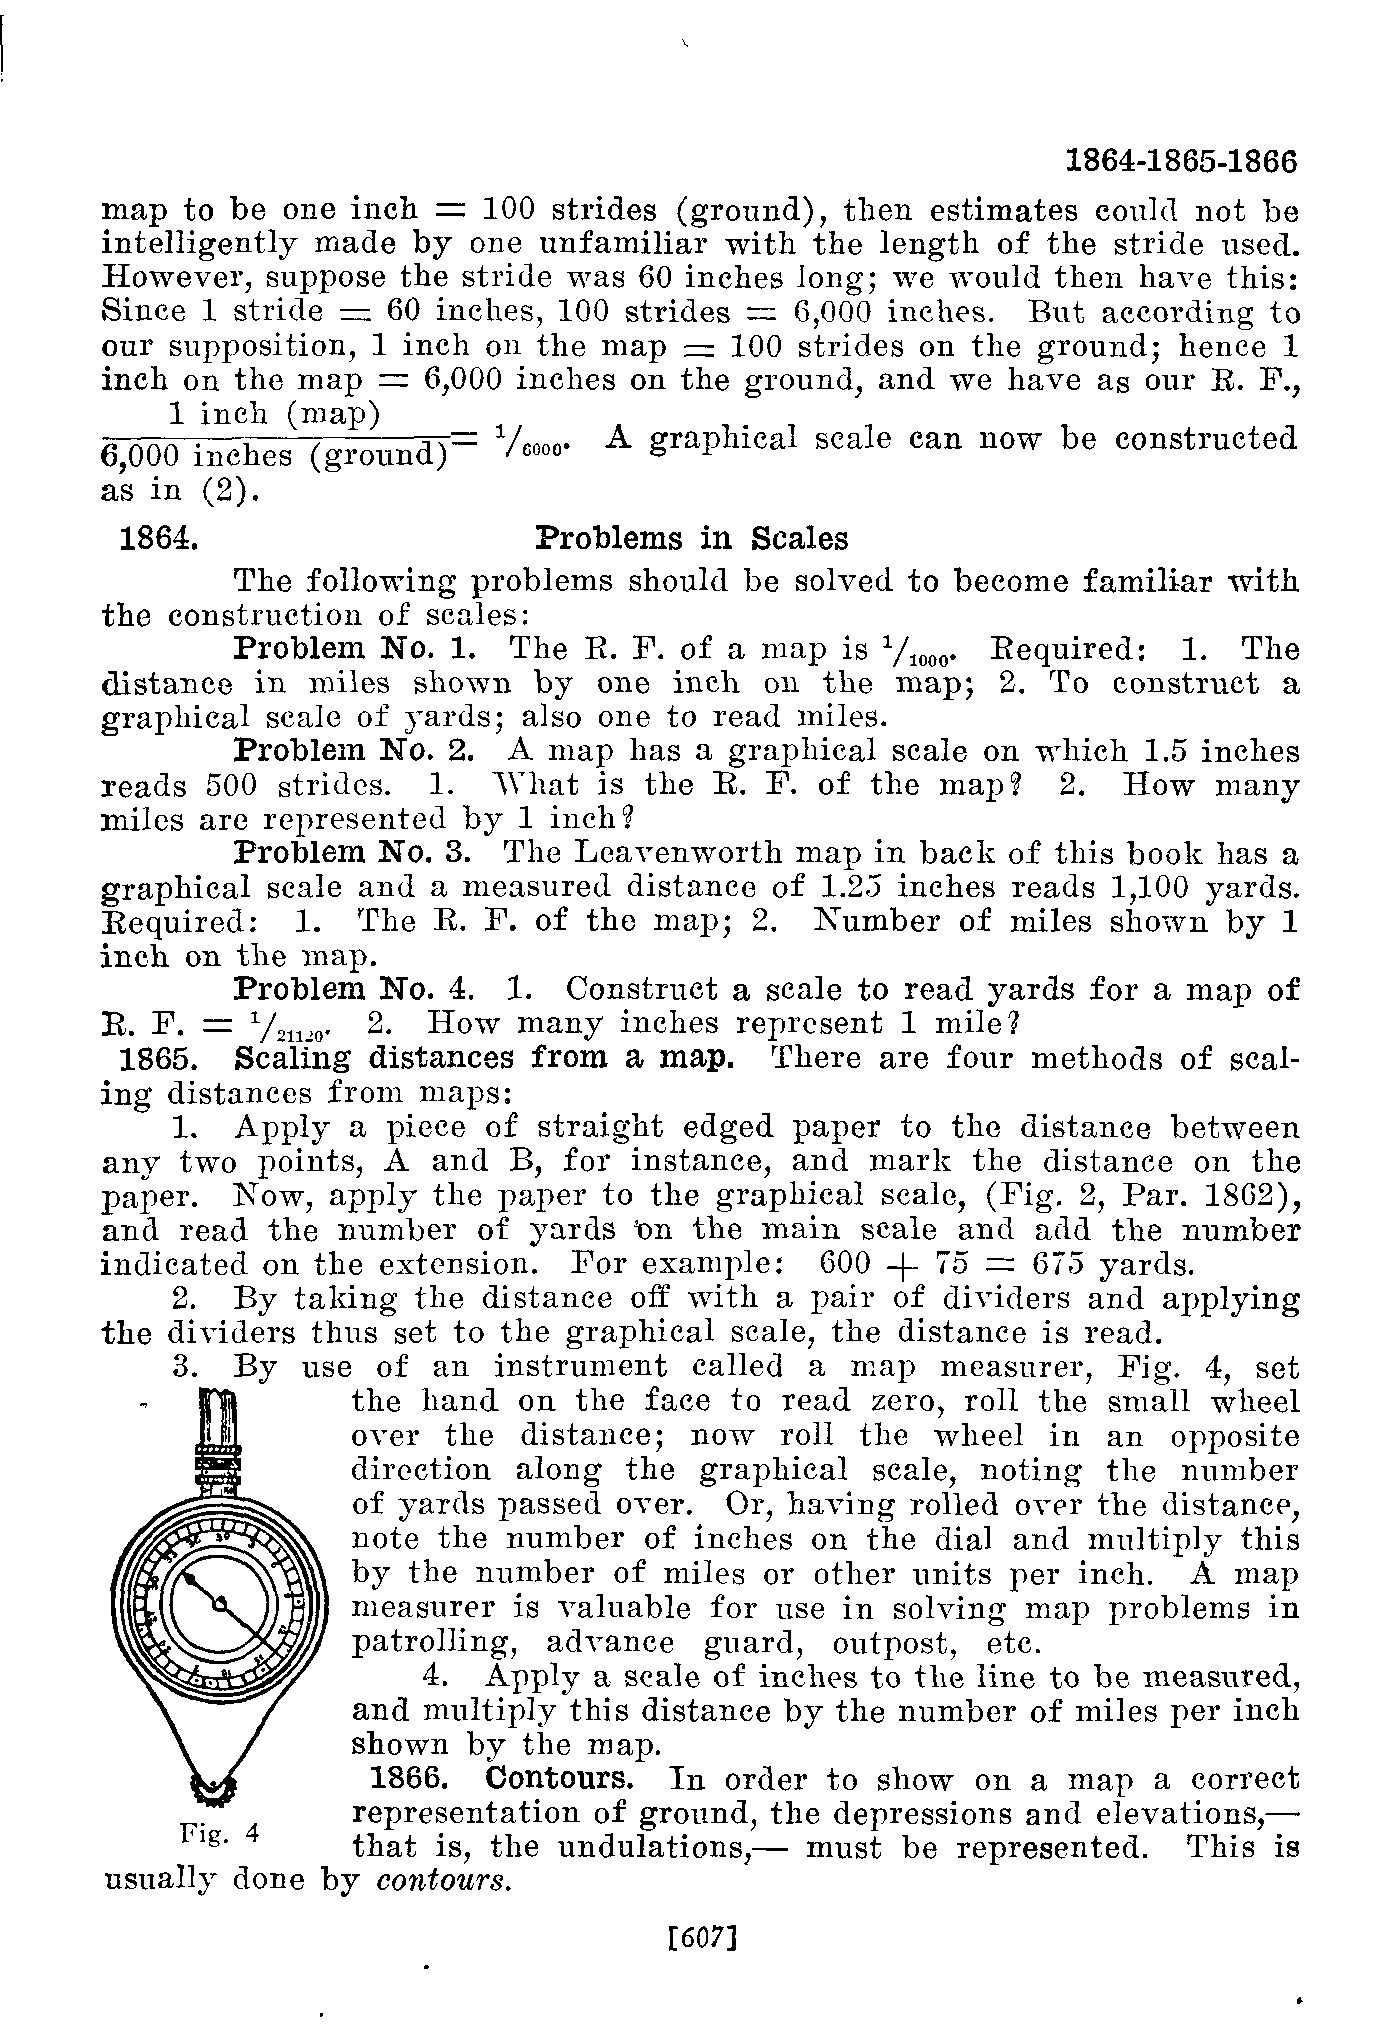 1864-1865-1866
map to be one inch = 100 strides (ground), then estimates could not be
intelligently made by one unfamiliar with the length of the stride used.
However, suppose the stride was 60 inches long; we would then have this:
Since 1 stride = 60 inches, 100 strides = 6,000 inches. But according to
our supposition, 1 inch on the map = 100 strides on the ground; hence 1
inch on the map = 6,000 inches on the ground, and we have as our R. F.,
1 inch (map)
6,000 inches (ground) = 1/6000. A graphical scale can now be constructed
as in (2).
1864. Problems in Scales
The following problems should be solved to become familiar with
the construction of scales:
Problem No. 1. The R. F. of a map is 1/1000. Required: 1. The
distance in miles shown by one inch on the map; 2. To construct a
graphical scale of yards; also one to read miles.
Problem No. 2. A map has a graphical scale on which 1.5 inches
reads 500 strides. 1. What is the R. F. of the map? 2. How many
miles are represented by 1 inch?
Problem No. 3. The Leavenworth map in back of this book has a
graphical scale and a measured distance of 1.25 inches reads 1,100 yards.
Required: 1. The R. F. of the map; 2. Number of miles shown by 1
inch on the map.
Problem No. 4. 1. Construct a scale to read yards for a map of
R. F. = 1/21120. 2. How many inches represent 1 mile?
1865. Scaling distances from a map. There are four methods of scal-
ing distances from maps:
1. Apply a piece of straight edged paper to the distance between
any two points, A and B, for instance, and mark the distance on the
paper. Now, apply the paper to the graphical scale, (Fig. 2, Par. 1862),
and read the number of yards on the main scale and add the number
indicated on the extension. For example: 600 + 75 = 675 yards.
2. By taking the distance off with a pair of dividers and applying
the dividers thus set to the graphical scale, the distance is read.
3. By use of an instrument called a map measurer, Fig. 4, set
the hand on the face to read zero, roll the small wheel
over the distance; now roll the wheel in an opposite
direction along the graphical scale, noting the number
of yards passed over. Or, having rolled over the distance,
note the number of inches on the dial and multiply this
by the number of miles or other units per inch. A map
measurer is valuable for use in solving map problems in
patrolling, advance guard, outpost, etc.
4. Apply a scale of inches to the line to be measured,
and multiply this distance by the number of miles per inch
shown by the map.
1866. Contours. In order to show on a map a correct
representation of ground, the depressions and elevations,—
that is, the undulations,— must be represented. This is
usually done by contours.
Fig. 4
[607]